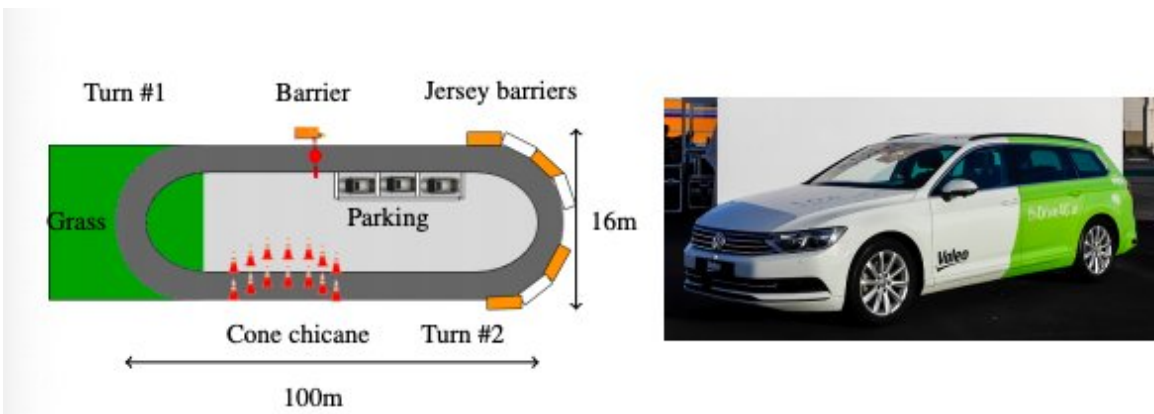 Turn #1
Barrier
Jersey barriers
Grass
Parking
16m
Cone chicane
Turn #2
100m
Valeo